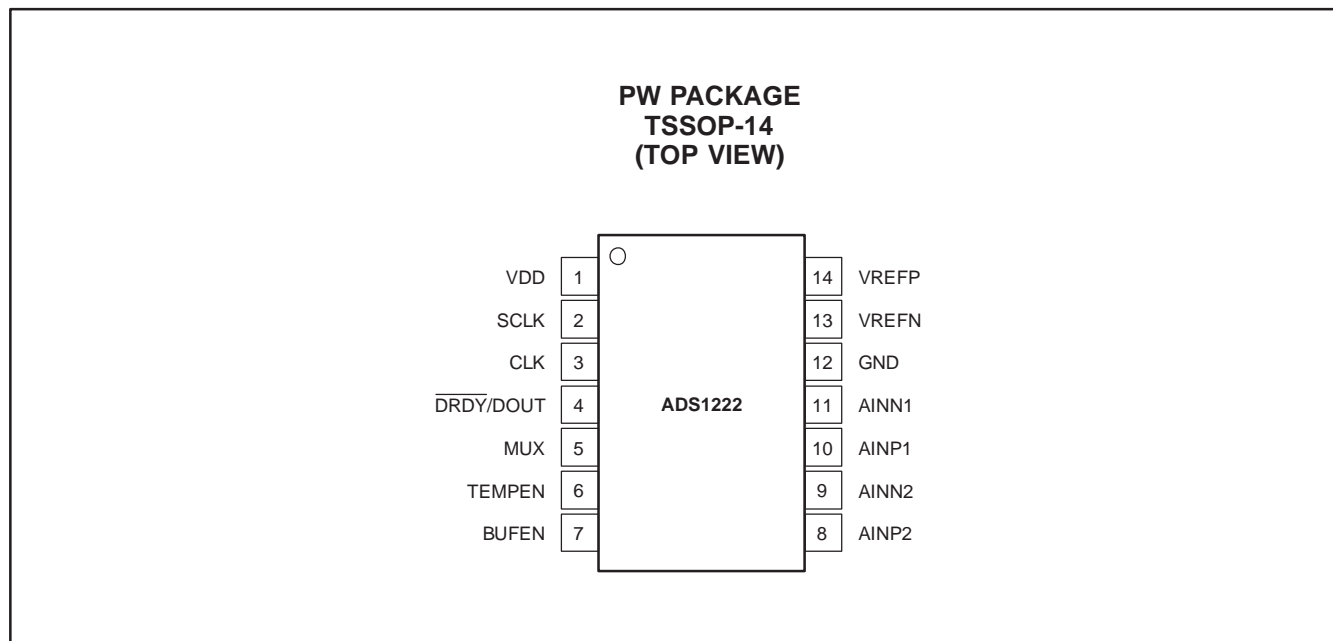 PW PACKAGE
TSSOP-14
(TOP VIEW)
VDD 1
SCLK 2
CLK 3
D̅R̅D̅Y̅/DOUT 4
MUX 5
TEMPEN 6
BUFEN 7
ADS1222
14 VREFP
13 VREFN
12 GND
11 AINN1
10 AINP1
9 AINN2
8 AINP2